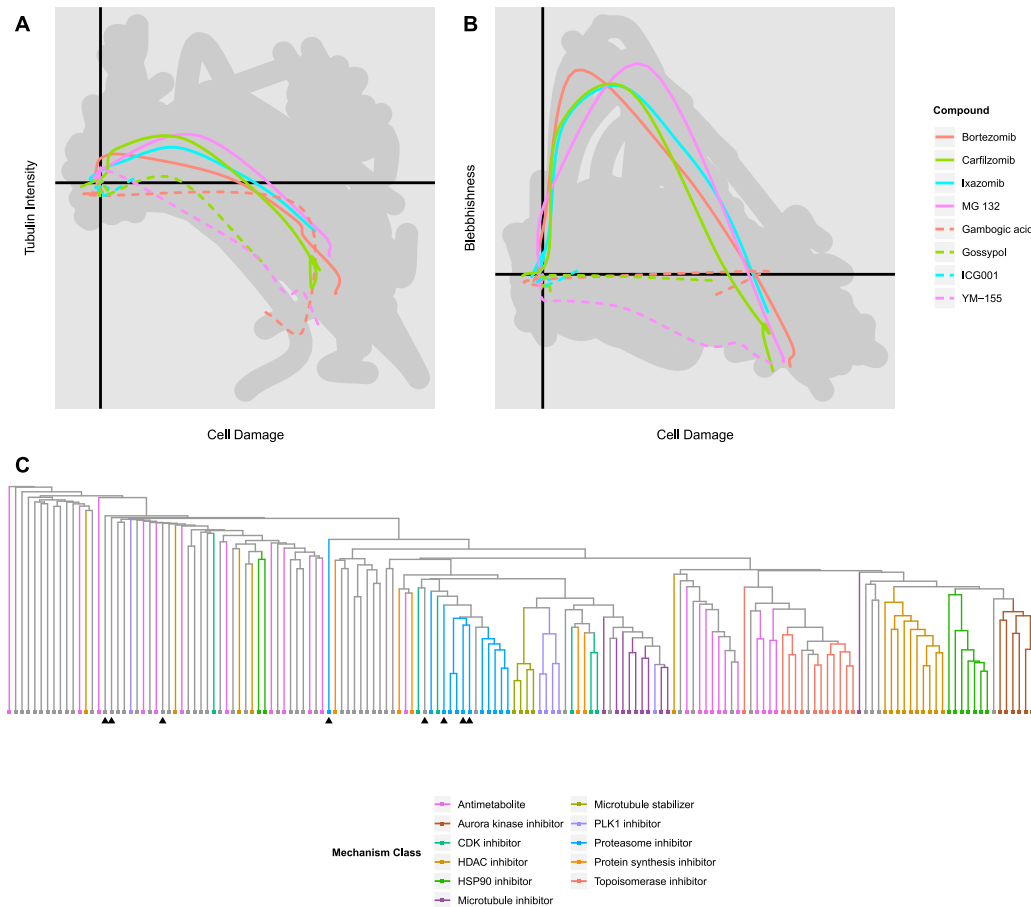 A
B
Tubulin Intensity
Cell Damage
Blebbhishness
Cell Damage
Compound
Bortezomib
Carfilzomib
Ixazomib
MG 132
Gambogic acid
Gossypol
ICG001
YM−155
C
Mechanism Class
Antimetabolite
Aurora kinase inhibitor
CDK inhibitor
HDAC inhibitor
HSP90 inhibitor
Microtubule inhibitor
Microtubule stabilizer
PLK1 inhibitor
Proteasome inhibitor
Protein synthesis inhibitor
Topoisomerase inhibitor